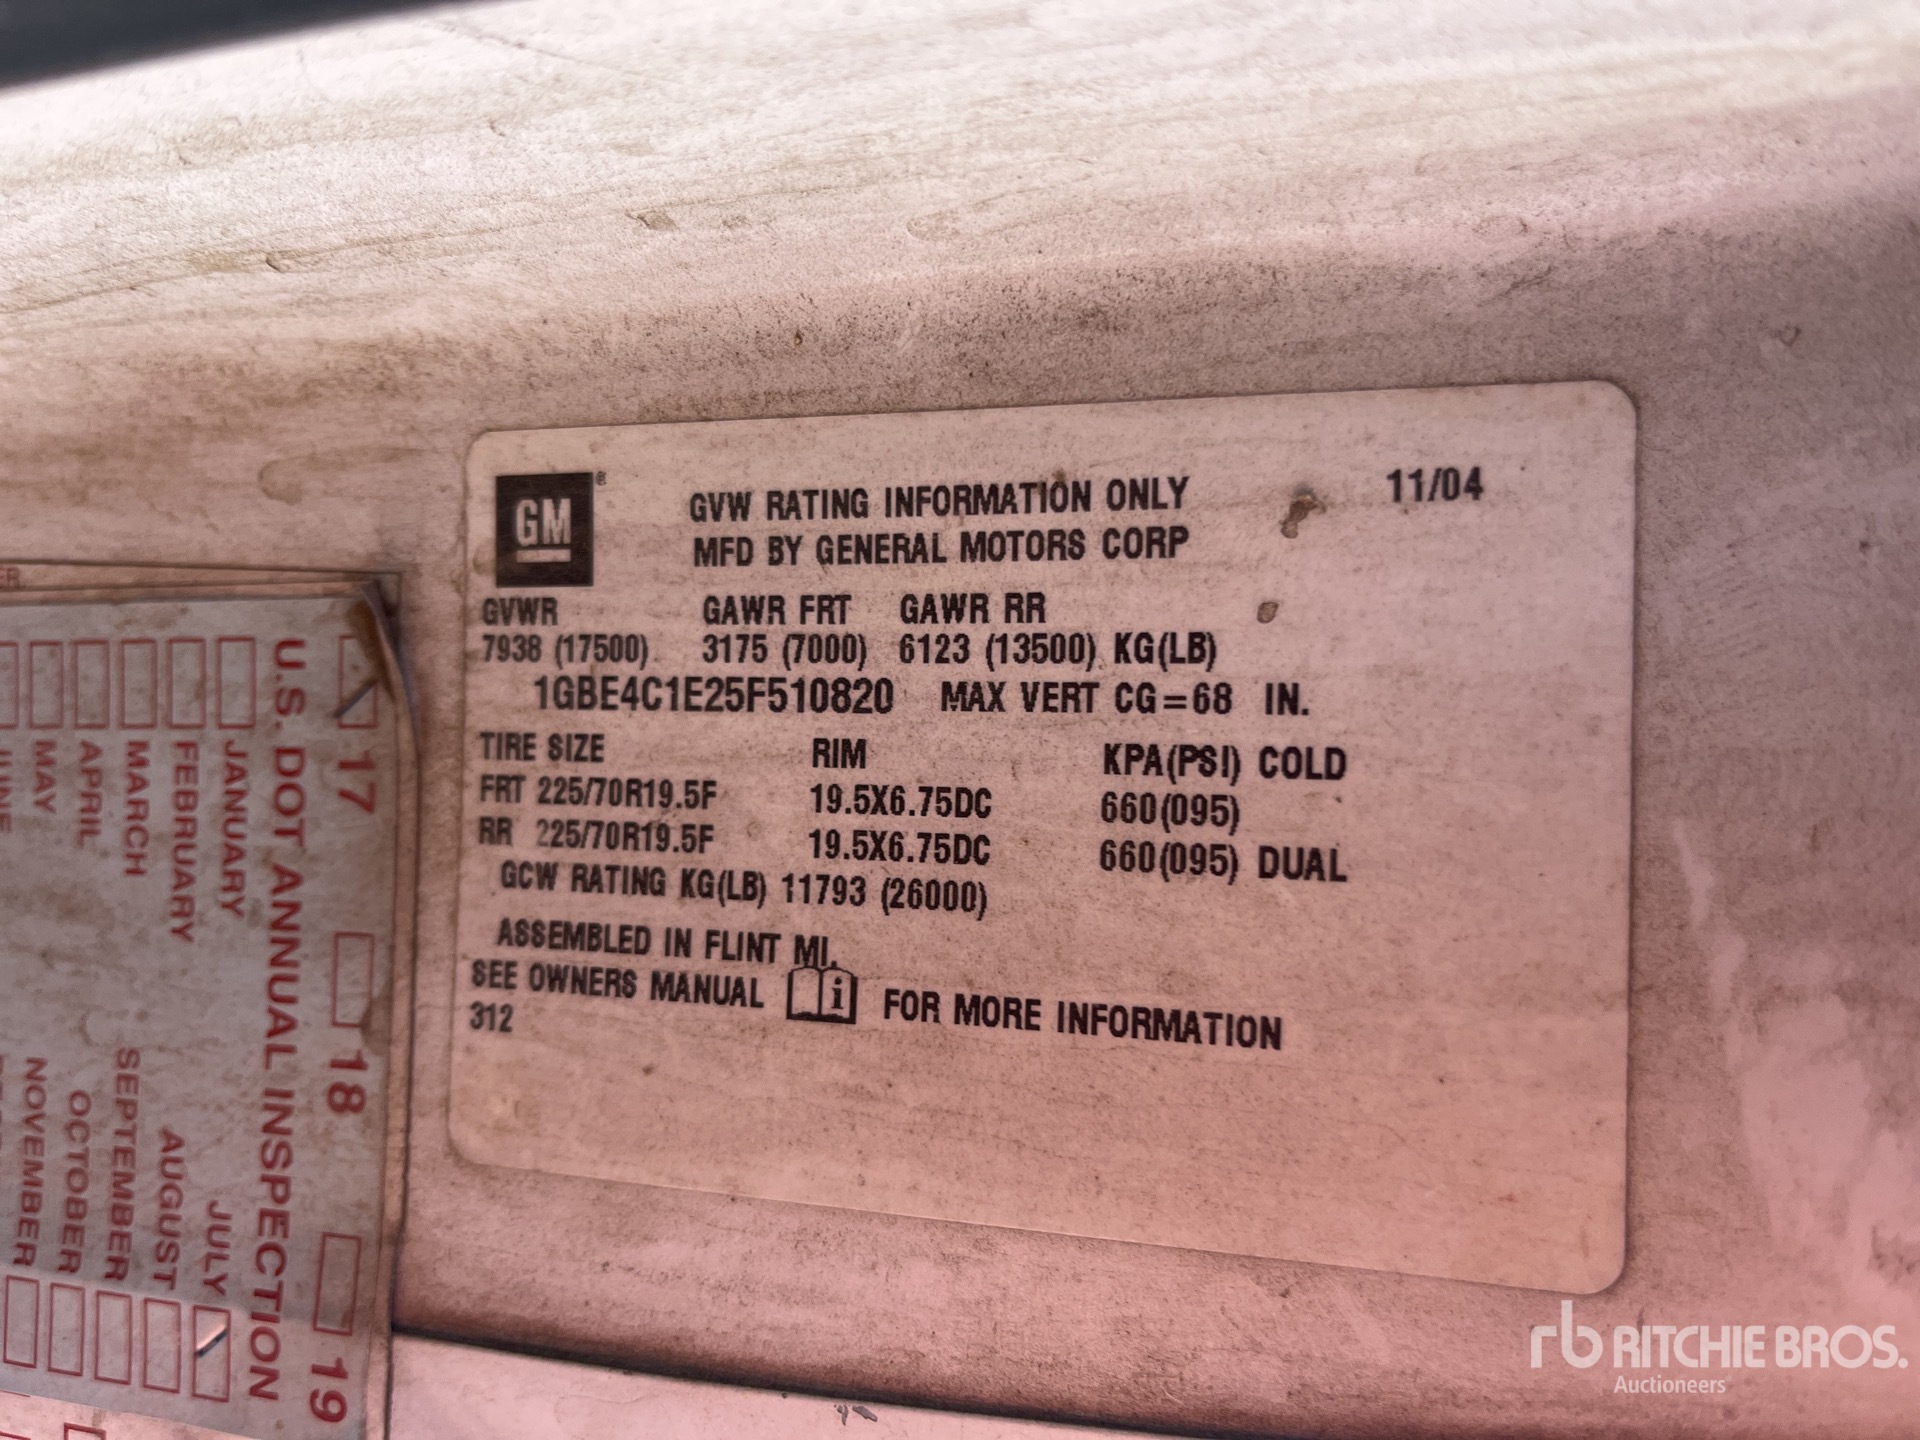 GM®
GVW RATING INFORMATION ONLY 11/04
MFD BY GENERAL MOTORS CORP
GVWR GAWR FRT GAWR RR
7938 (17500) 3175 (7000) 6123 (13500) KG(LB)
1GBE4C1E25F510820 MAX VERT CG=68 IN.
TIRE SIZE RIM KPA(PSI) COLD
FRT 225/70R19.5F 19.5X6.75DC 660(095)
RR 225/70R19.5F 19.5X6.75DC 660(095) DUAL
GCW RATING KG(LB) 11793 (26000)
ASSEMBLED IN FLINT MI.
SEE OWNERS MANUAL i FOR MORE INFORMATION
312
17 18 19
U.S. DOT ANNUAL INSPECTION
JANUARY JULY
FEBRUARY AUGUST
MARCH SEPTEMBER
APRIL OCTOBER
MAY NOVEMBER
JUNE
rb RITCHIE BROS.
Auctioneers